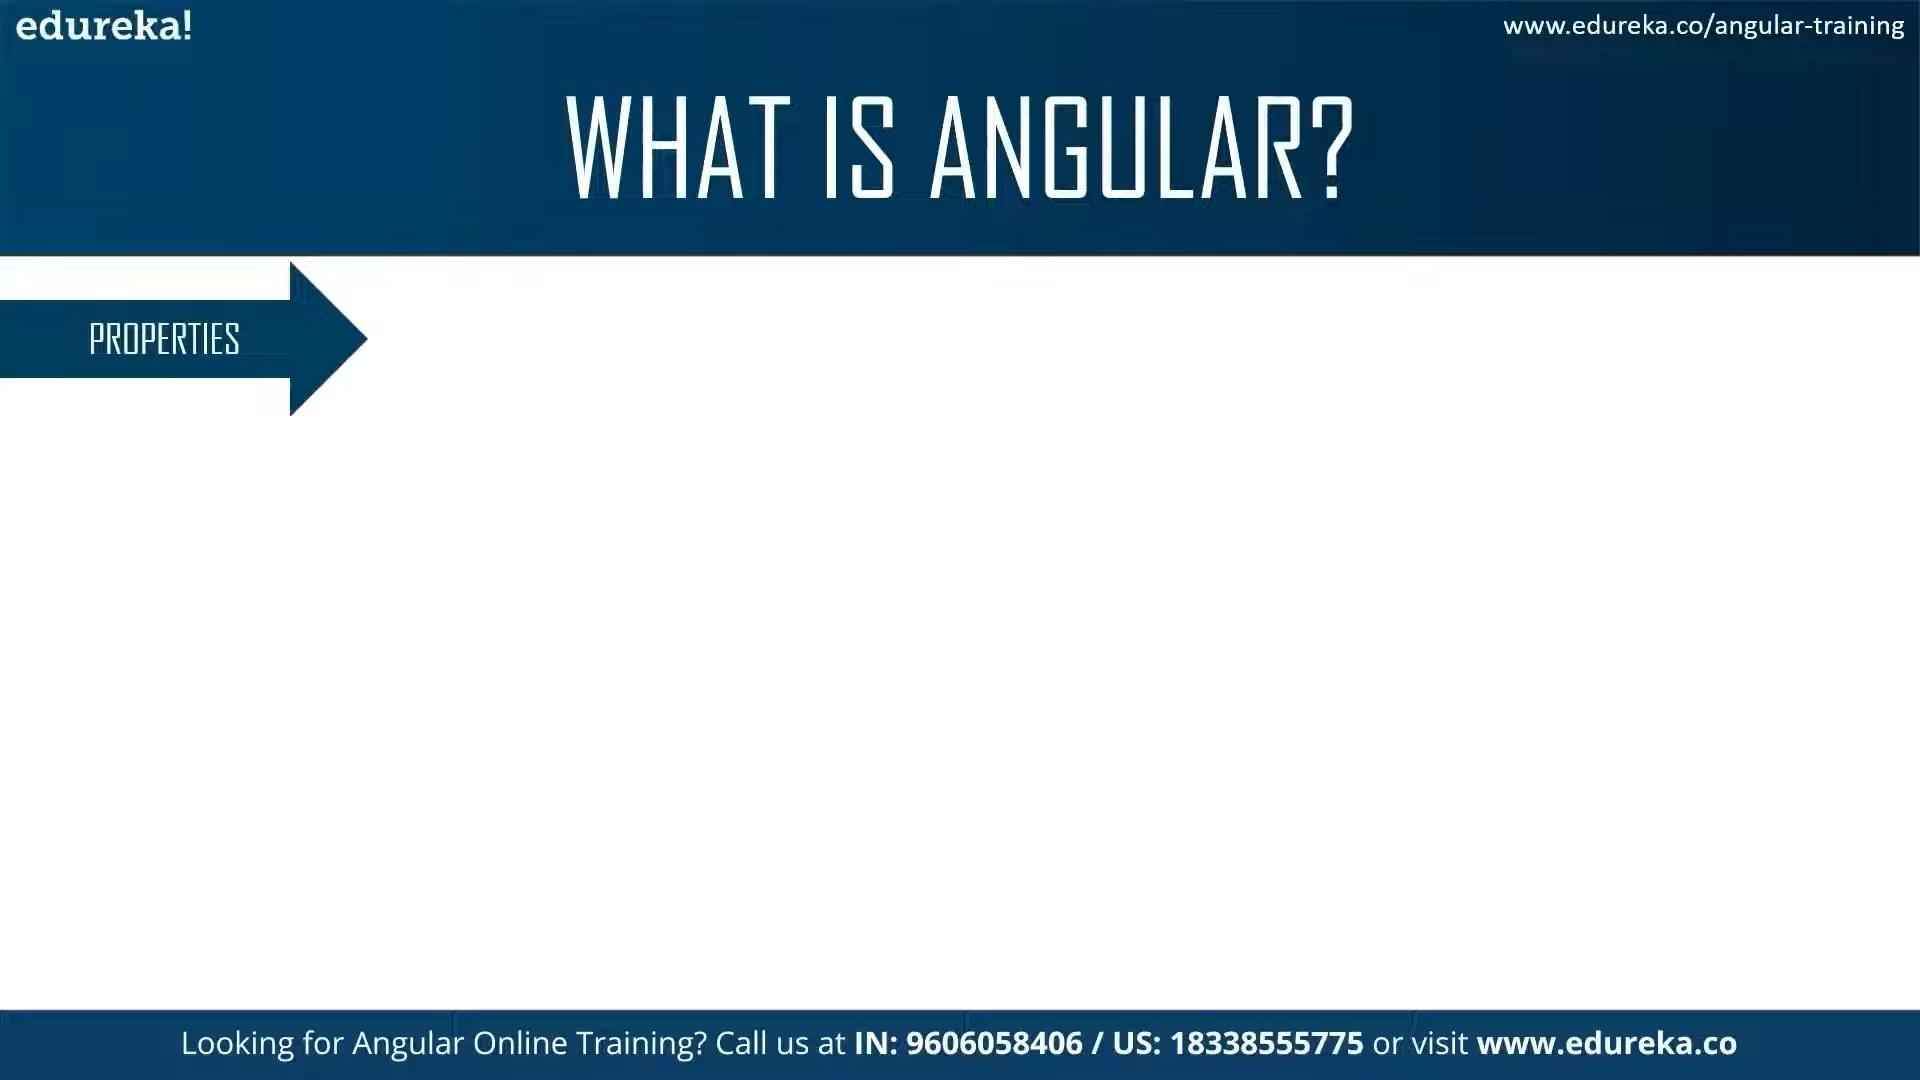 edureka!
www.edureka.co/angular-training
WHAT IS ANGULAR?
PROPERTIES
Looking for Angular Online Training? Call us at IN: 9606058406 / US: 18338555775 or visit www.edureka.co